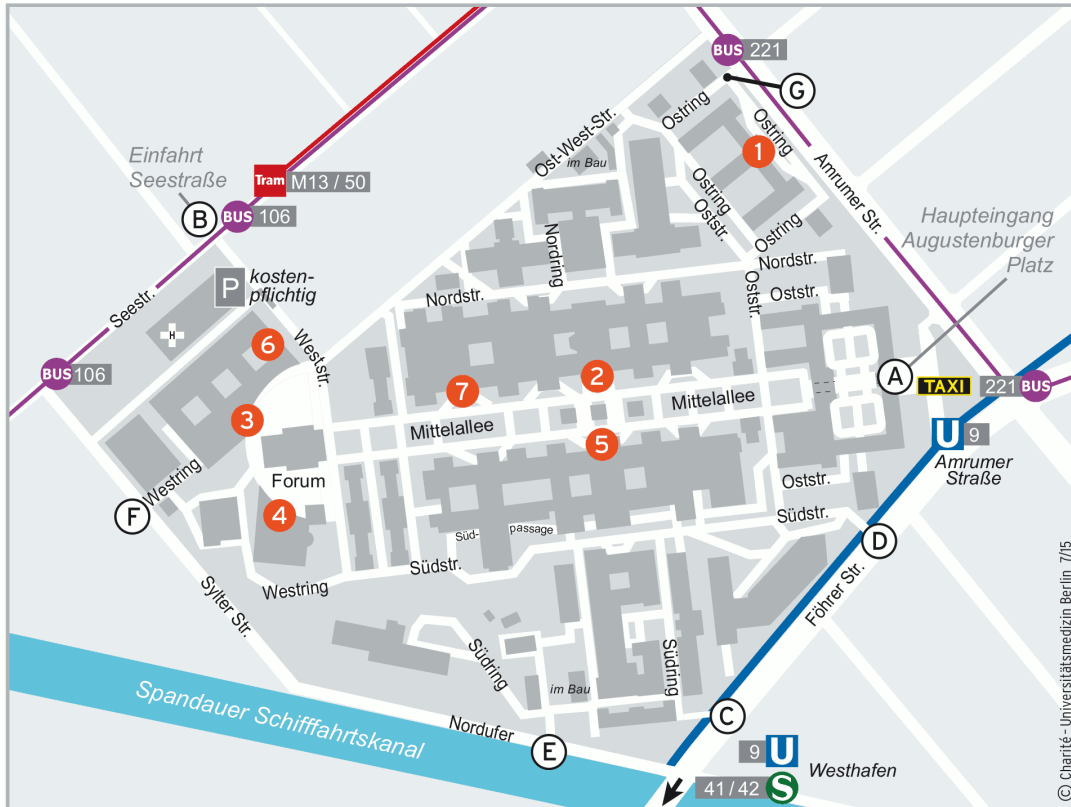 BUS 221
G
Ostring
Ostring
1
Ost-West-Str.
im Bau
Einfahrt
Seestraße
Tram M13 / 50
B
BUS 106
Amrumer Str.
Haupteingang
Augustenburger
Platz
Ostring
Oststr.
Ostring
Nordring
Nordstr.
Nordstr.
Oststr.
Oststr.
P kosten-
pflichtig
Seestr.
H
6
Weststr.
BUS 106
A
TAXI
221 BUS
2
7
Mittelallee
Mittelallee
3
5
U 9
Amrumer
Straße
Westring
Forum
F
4
Oststr.
Südstr.
Süd-
passage
D
Südstr.
Westring
Sylter Str.
Föhrer Str.
Südring
Südring
im Bau
Spandauer Schifffahrtskanal
Nordufer
C
E
9 U
Westhafen
41 / 42 S
© Charité - Universitätsmedizin Berlin 7/15